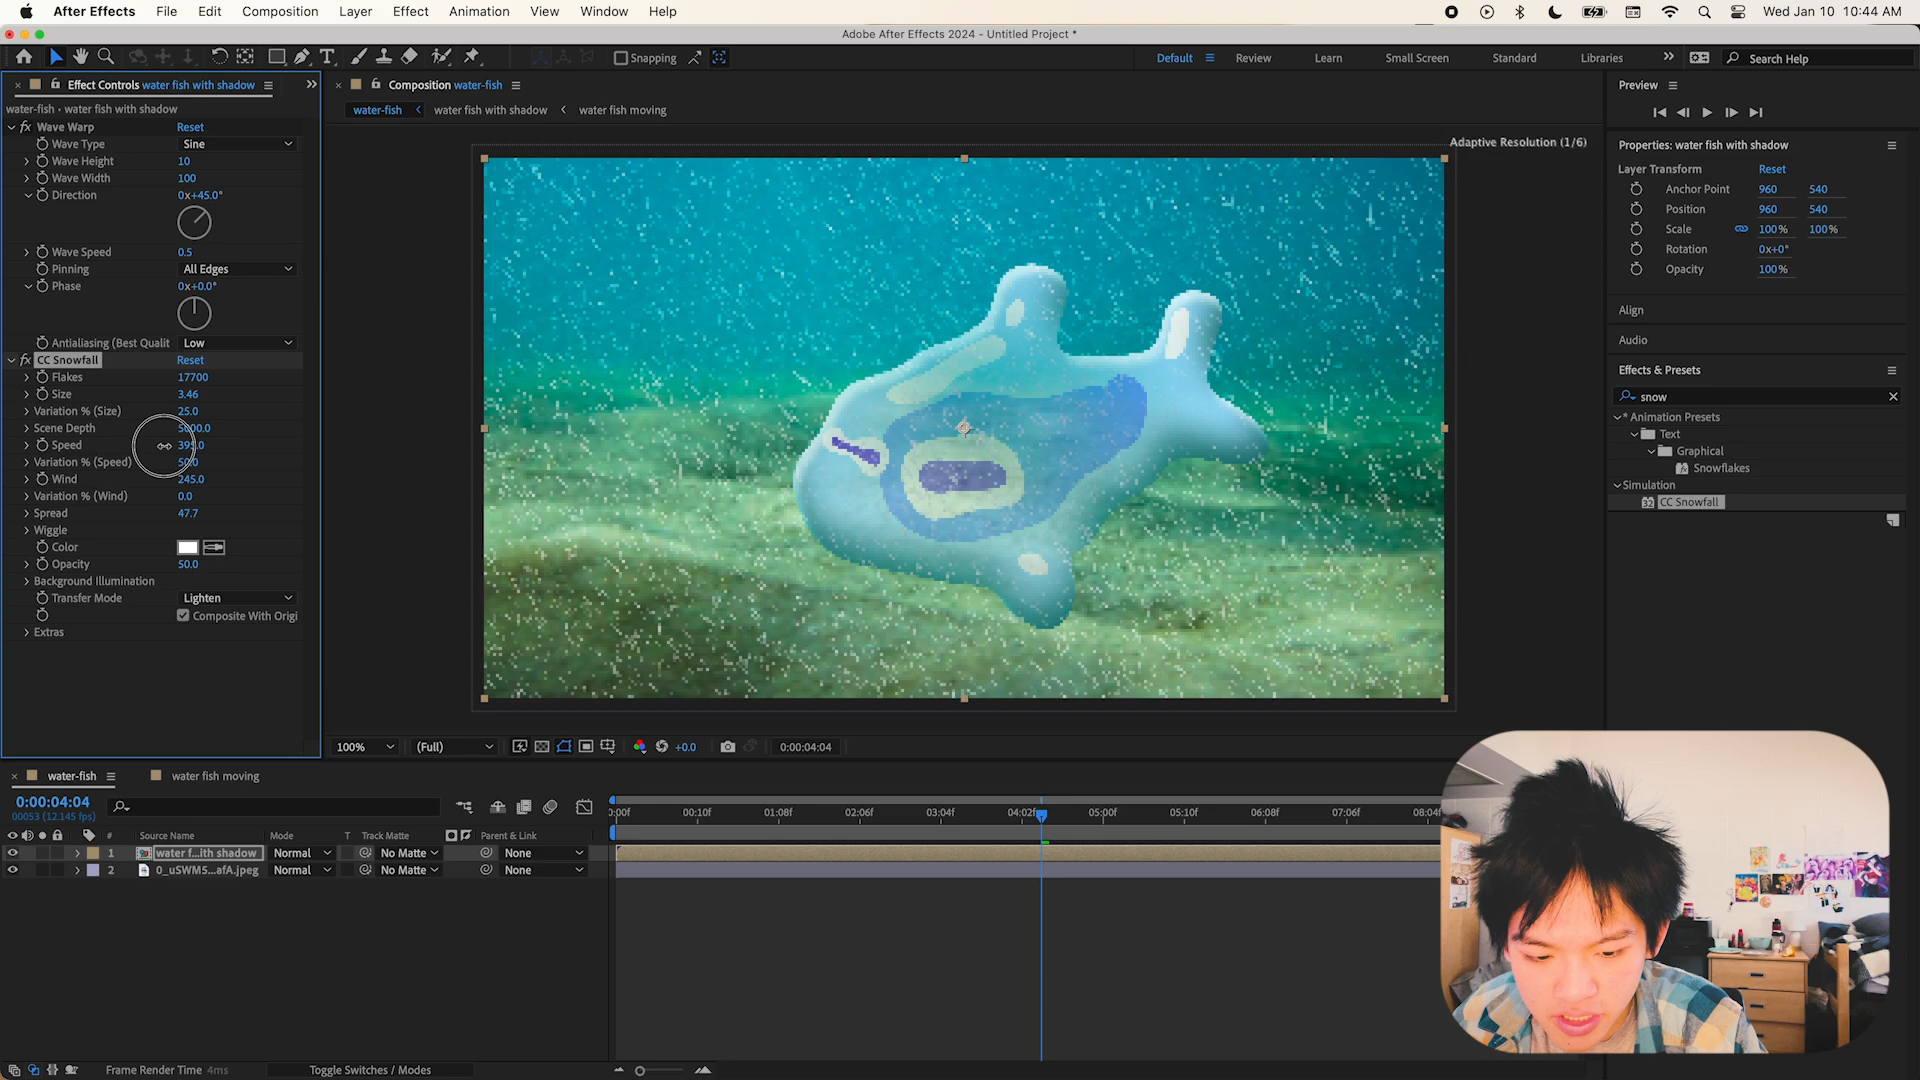 After Effects File Edit Composition Layer Effect Animation View Window Help Wed Jan 10 10:44 AM
Adobe After Effects 2024 - Untitled Project *
Snapping Default Review Learn Small Screen Standard Libraries Search Help
Effect Controls water fish with shadow
water-fish • water fish with shadow
Wave Warp Reset
Wave Type Sine
Wave Height 10
Wave Width 100
Direction 0x+45.0°
Wave Speed 0.5
Pinning All Edges
Phase 0x+0.0°
Antialiasing (Best Qualit Low
CC Snowfall Reset
Flakes 17700
Size 3.46
Variation % (Size) 25.0
Scene Depth 5000.0
Speed 395.0
Variation % (Speed) 50.0
Wind 245.0
Variation % (Wind) 0.0
Spread 47.7
Wiggle
Color
Opacity 50.0
Background Illumination
Transfer Mode Lighten
Composite With Origi
Extras
Composition water-fish
water-fish water fish with shadow water fish moving
Adaptive Resolution (1/6)
100% (Full) +0.0 0:00:04:04
Preview
Properties: water fish with shadow
Layer Transform Reset
Anchor Point 960 540
Position 960 540
Scale 100% 100%
Rotation 0x+0°
Opacity 100%
Align
Audio
Effects & Presets
snow
* Animation Presets
Text
Graphical
Snowflakes
Simulation
CC Snowfall
water-fish water fish moving
0:00:04:04
00053 (12.145 fps)
:00f 00:10f 01:08f 02:06f 03:04f 04:02f 05:00f 05:10f 06:08f 07:06f 08:04f
# Source Name Mode T Track Matte Parent & Link
1 water f...ith shadow Normal No Matte None
2 0_uSWM5...afA.jpeg Normal No Matte None
Frame Render Time 4ms Toggle Switches / Modes